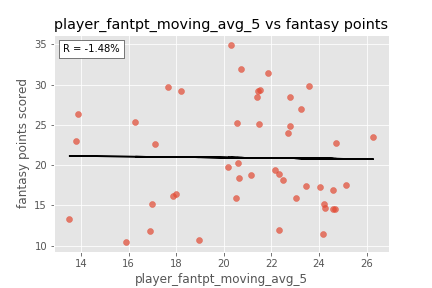 player_fantpt_moving_avg_5 vs fantasy points
R = -1.48%
fantasy points scored
35
30
25
20
15
10
14 16 18 20 22 24 26
player_fantpt_moving_avg_5